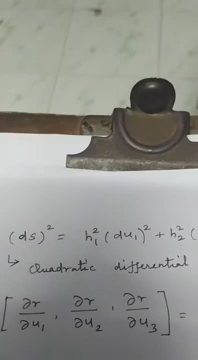 (ds)² = h₁² (du₁)² + h₂² (
↳ Quadratic differential
[ ∂r/∂u₁ , ∂r/∂u₂ , ∂r/∂u₃ ] =